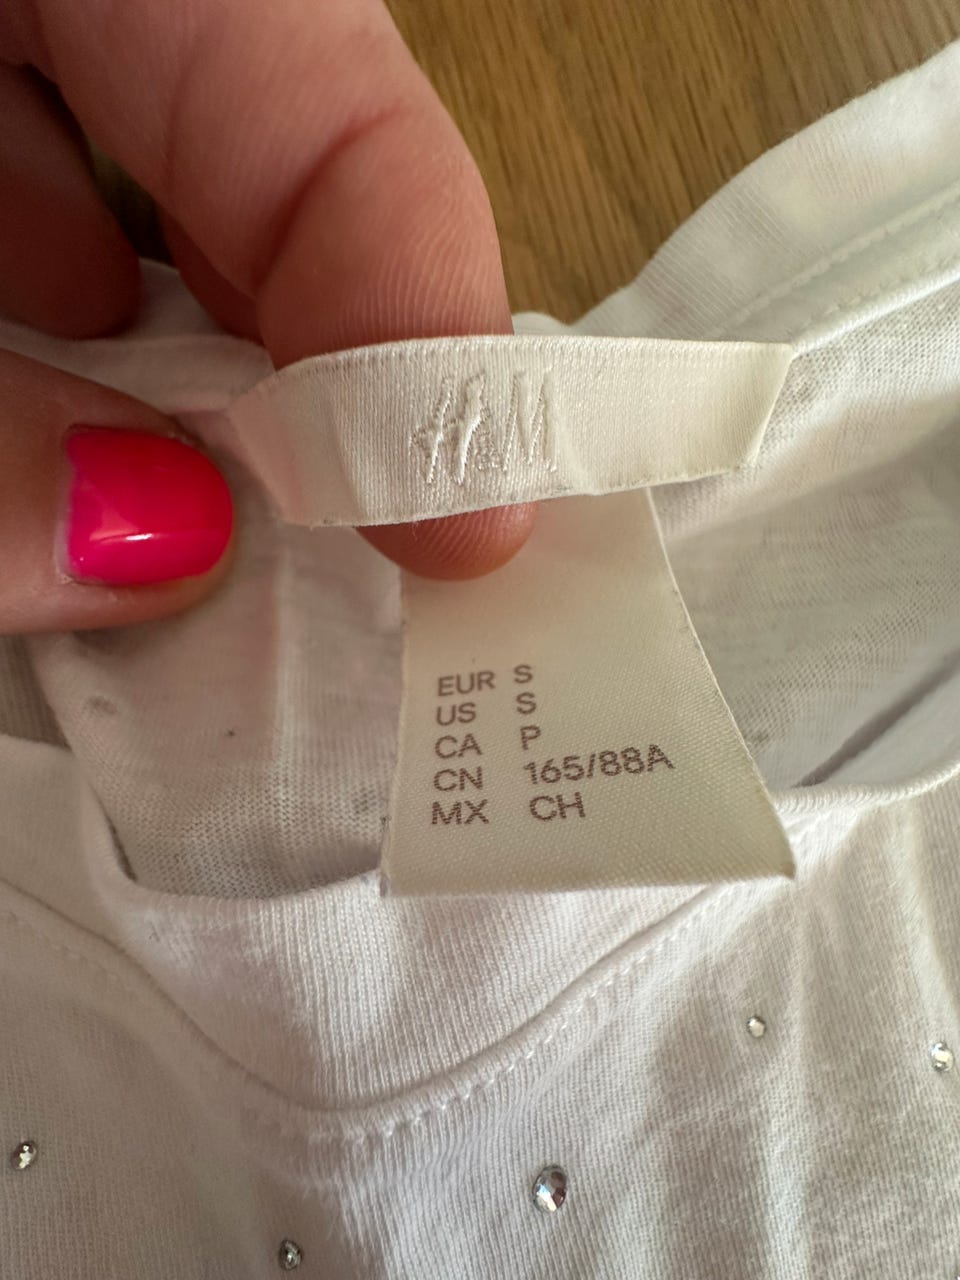 H&M
EUR S
US S
CA P
CN 165/88A
MX CH